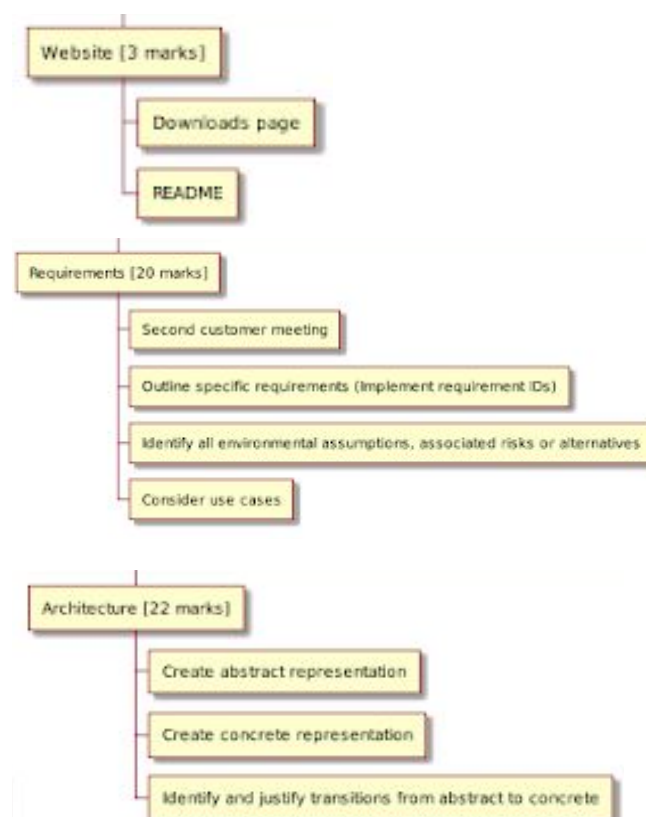 Website [3 marks]
Downloads page
README
Requirements [20 marks]
Second customer meeting
Outline specific requirements (Implement requirement IDs)
Identify all environmental assumptions, associated risks or alternatives
Consider use cases
Architecture [22 marks]
Create abstract representation
Create concrete representation
Identify and justify transitions from abstract to concrete